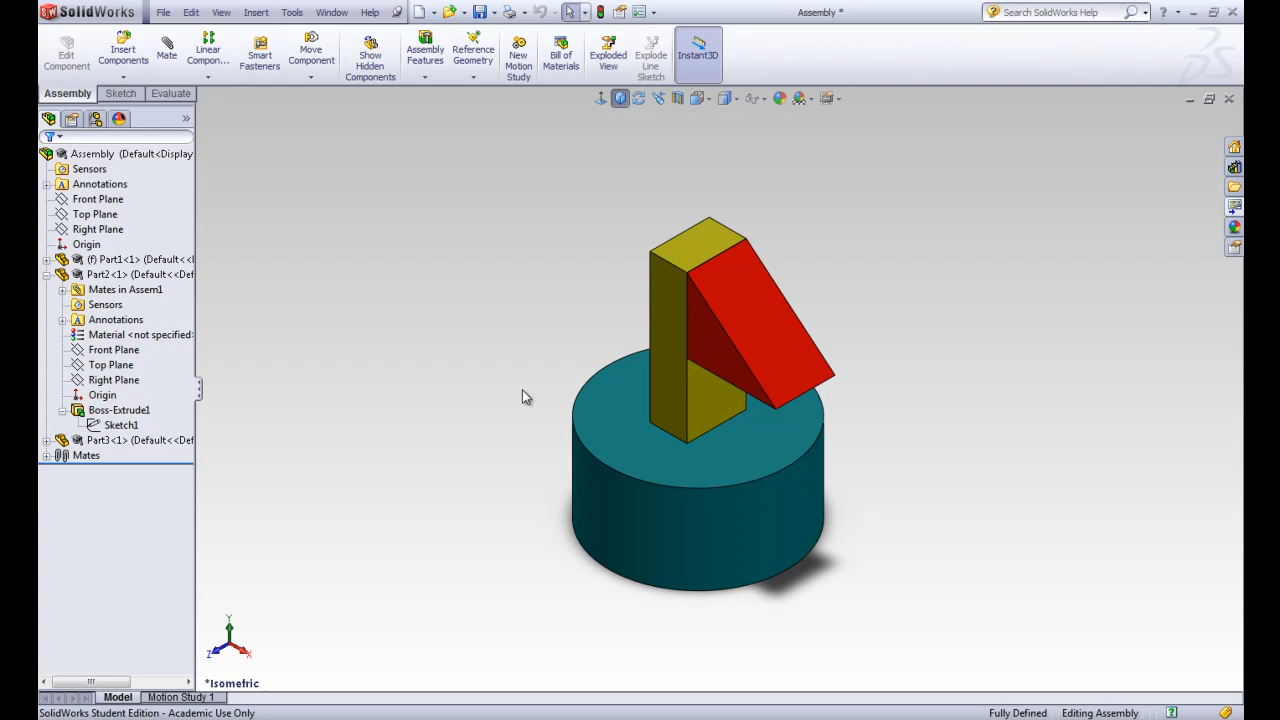 SolidWorks File Edit View Insert Tools Window Help Assembly * Search SolidWorks Help
Edit Component
Insert Components
Mate
Linear Compon...
Smart Fasteners
Move Component
Show Hidden Components
Assembly Features
Reference Geometry
New Motion Study
Bill of Materials
Exploded View
Explode Line Sketch
Instant3D
Assembly Sketch Evaluate
Assembly (Default<Display
Sensors
Annotations
Front Plane
Top Plane
Right Plane
Origin
(f) Part1<1> (Default<<
Part2<1> (Default<<Def
Mates in Assem1
Sensors
Annotations
Material <not specified>
Front Plane
Top Plane
Right Plane
Origin
Boss-Extrude1
Sketch1
Part3<1> (Default<<Def
Mates
Y
Z X
*Isometric
Model Motion Study 1
SolidWorks Student Edition - Academic Use Only Fully Defined Editing Assembly